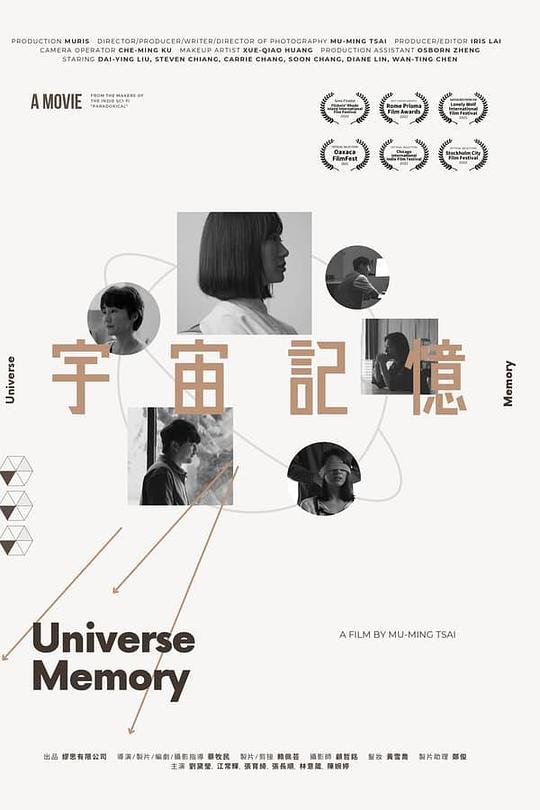 PRODUCTION MURIS DIRECTOR/PRODUCER/WRITER/DIRECTOR OF PHOTOGRAPHY MU-MING TSAI PRODUCER/EDITOR IRIS LAI
CAMERA OPERATOR CHE-MING KU MAKEUP ARTIST XUE-QIAO HUANG PRODUCTION ASSISTANT OSBORN ZHENG
STARING DAI-YING LIU, STEVEN CHIANG, CARRIE CHANG, SOON CHANG, DIANE LIN, WAN-TING CHEN
A MOVIE
FROM THE MAKERS OF
THE INDIE SCI FI
"PARADOXICAL"
Rome Prisma
Film Awards
2022
Lonely Wolf
International
Film Festival
Oaxaca
FilmFest
2022
Chicago
International
Indie Film Festival
2022
Stockholm City
Film Festival
2022
宇宙記憶
Universe
Memory
Universe
Memory
A FILM BY MU-MING TSAI
出品 繆思有限公司 導演/製片/編劇/攝影指導 蔡牧民 製片/剪接 賴佩芸 攝影師 顧哲銘 髮妝 黃雪喬 製片助理 鄭俊
主演 劉黛瑩, 江常輝, 張育綺, 張長順, 林意箴, 陳婉婷